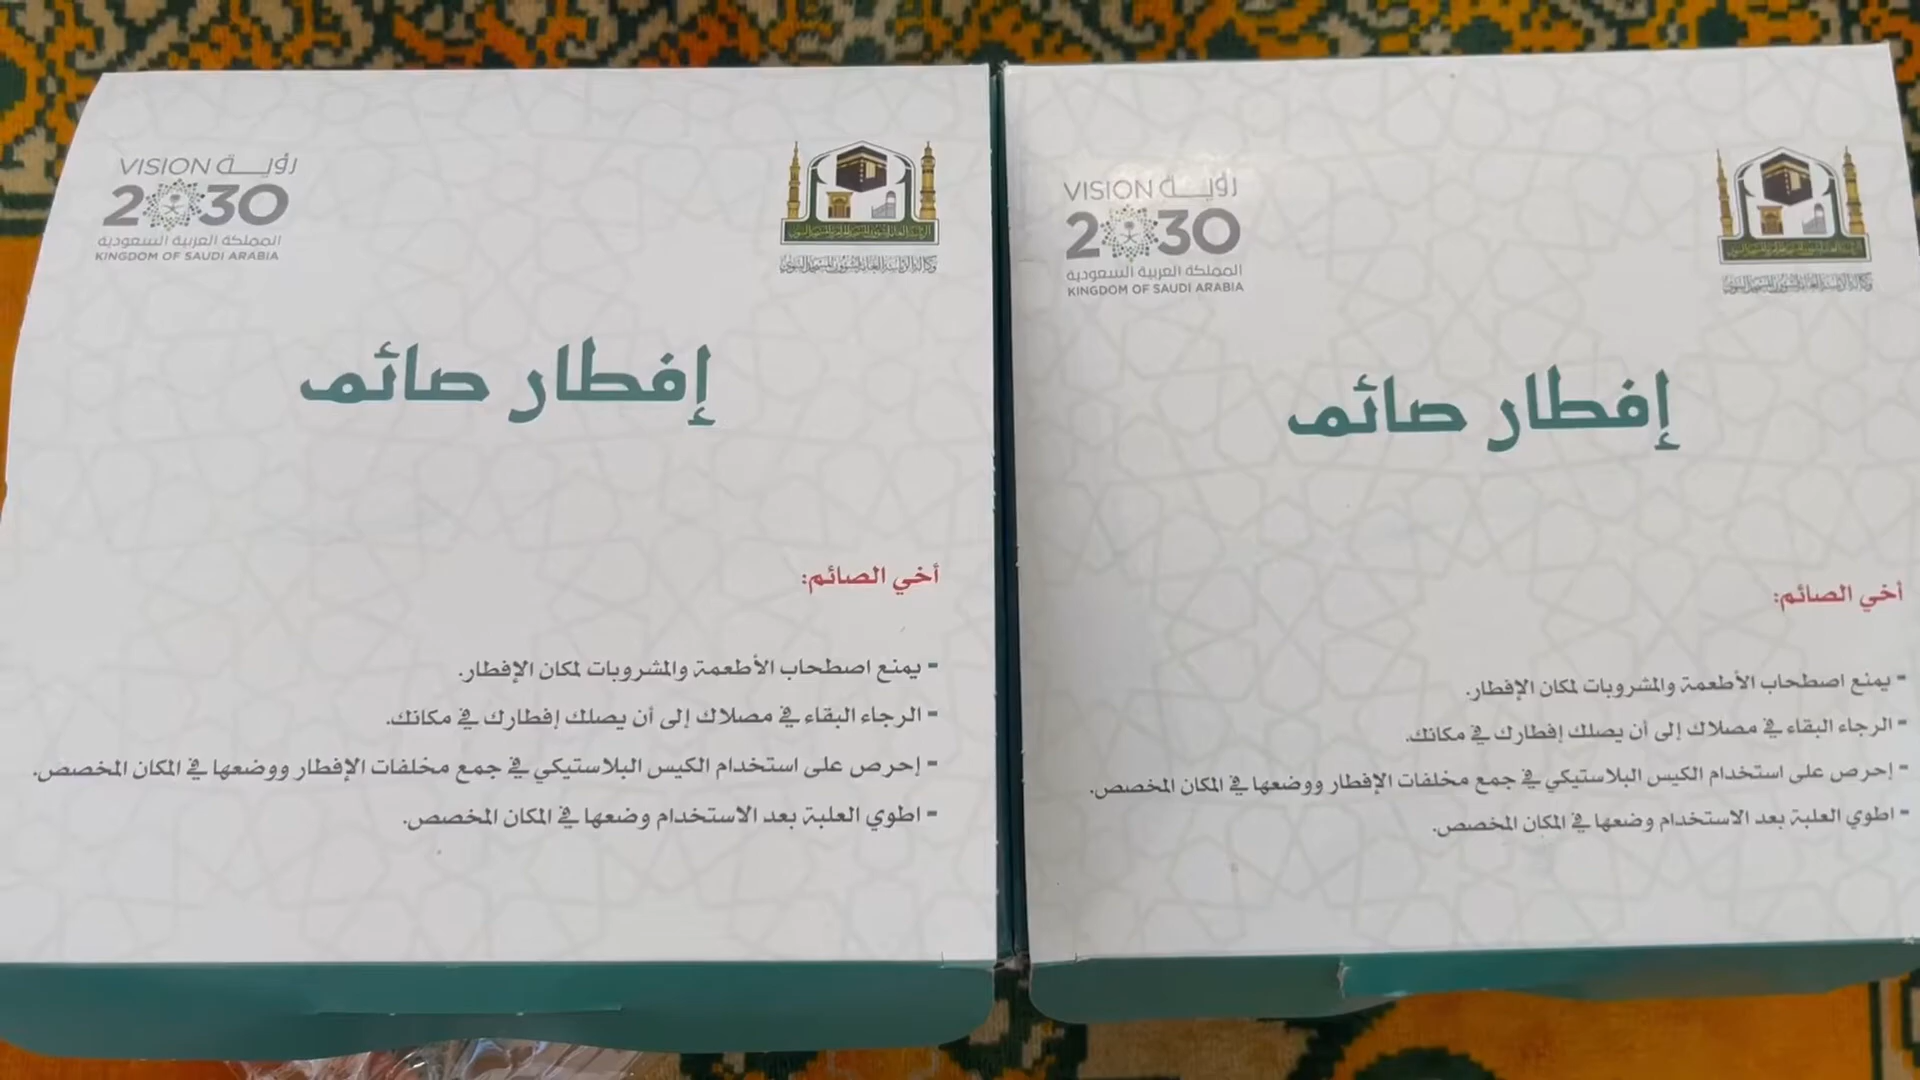 VISION رؤيـــة
2030
المملكة العربية السعودية
KINGDOM OF SAUDI ARABIA
إفطار صائم
أخي الصائم:
- يمنع اصطحاب الأطعمة والمشروبات لمكان الإفطار.
- الرجاء البقاء في مصلاك إلى أن يصلك إفطارك في مكانك.
- إحرص على استخدام الكيس البلاستيكي في جمع مخلفات الإفطار ووضعها في المكان المخصص.
- اطوي العلبة بعد الاستخدام وضعها في المكان المخصص.
VISION رؤيـــة
2030
المملكة العربية السعودية
KINGDOM OF SAUDI ARABIA
إفطار صائم
أخي الصائم:
- يمنع اصطحاب الأطعمة والمشروبات لمكان الإفطار.
- الرجاء البقاء في مصلاك إلى أن يصلك إفطارك في مكانك.
- إحرص على استخدام الكيس البلاستيكي في جمع مخلفات الإفطار ووضعها في المكان المخصص.
- اطوي العلبة بعد الاستخدام وضعها في المكان المخصص.